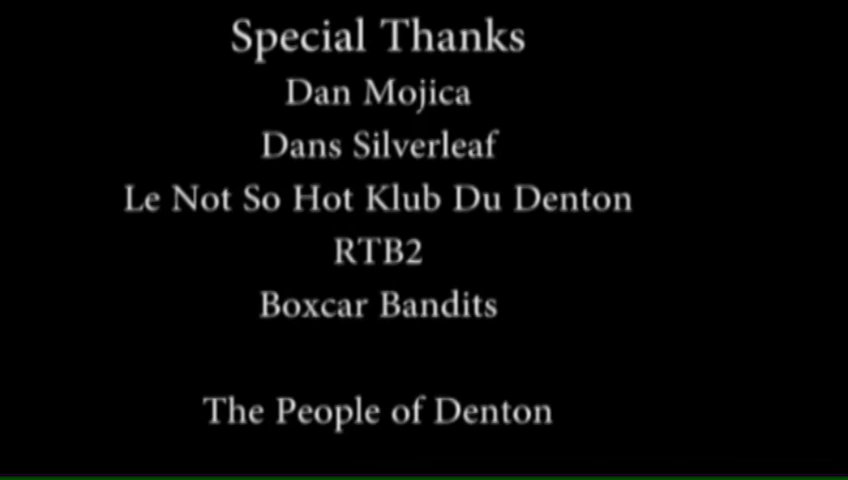 Special Thanks
Dan Mojica
Dans Silverleaf
Le Not So Hot Klub Du Denton
RTB2
Boxcar Bandits
The People of Denton